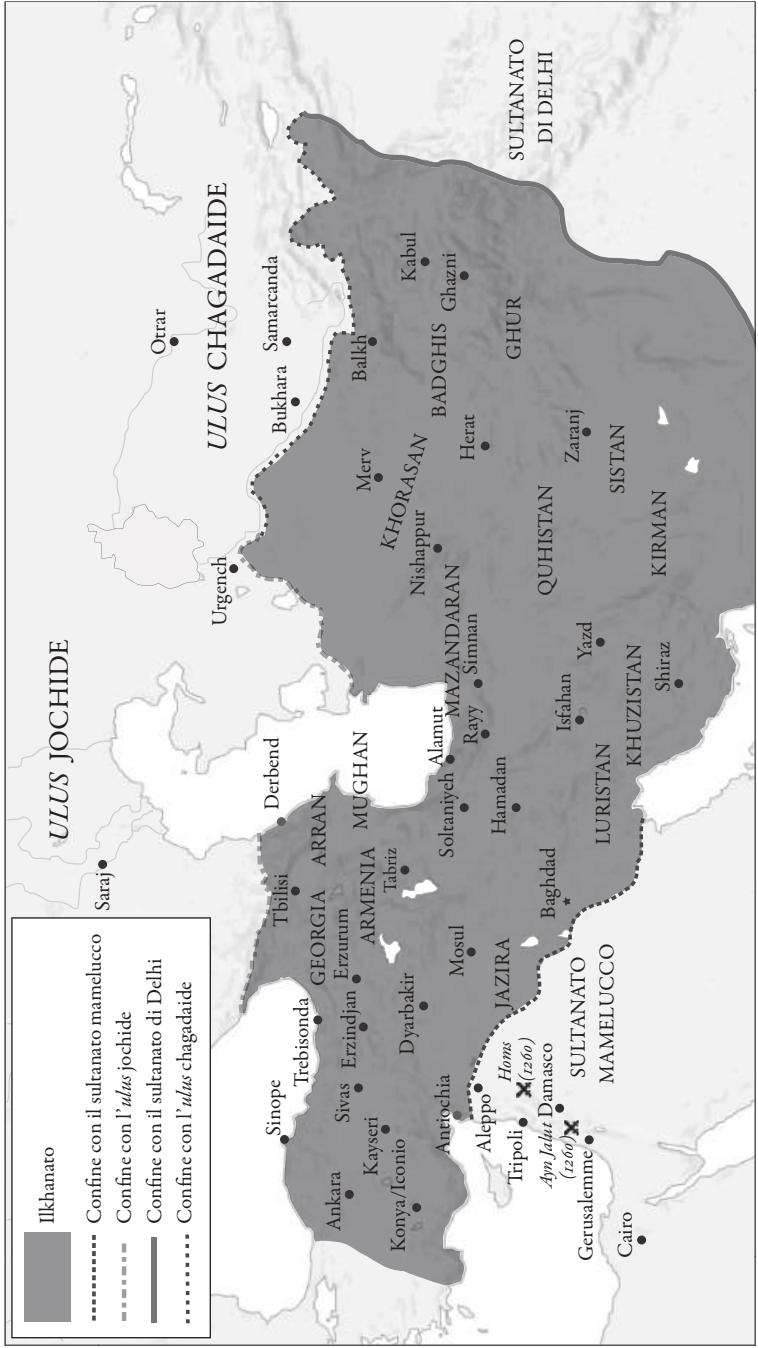 Ilkhanato
Confine con il sultanato mamelucco
Confine con l'ulus jochide
Confine con il sultanato di Delhi
Confine con l'ulus chagadaide
ULUS JOCHIDE
Saraj
Otrar
ULUS CHAGADAIDE
Urgench
Samarcanda
Bukhara
Sinope
Trebisonda
Tbilisi
Derbend
GEORGIA
ARRAN
MUGHAN
Ankara
Sivas
Erzindjan
Erzurum
ARMENIA
Kayseri
Konya/Iconio
Dyarbakir
Tabriz
Merv
KHORASAN
Balkh
Nishappur
BADGHIS
Kabul
Ghazni
Antiochia
Mosul
Soltaniyeh
Alamut
MAZANDARAN
Rayy
Simnan
Herat
GHUR
SULTANATO
DI DELHI
Aleppo
JAZIRA
Hamadan
Homs
(1260)
Tripoli
Damasco
Ayn Jalut
(1260)
Gerusalemme
Cairo
SULTANATO
MAMELUCCO
Baghdad
Isfahan
Yazd
QUHISTAN
Zaranj
SISTAN
LURISTAN
KHUZISTAN
Shiraz
KIRMAN